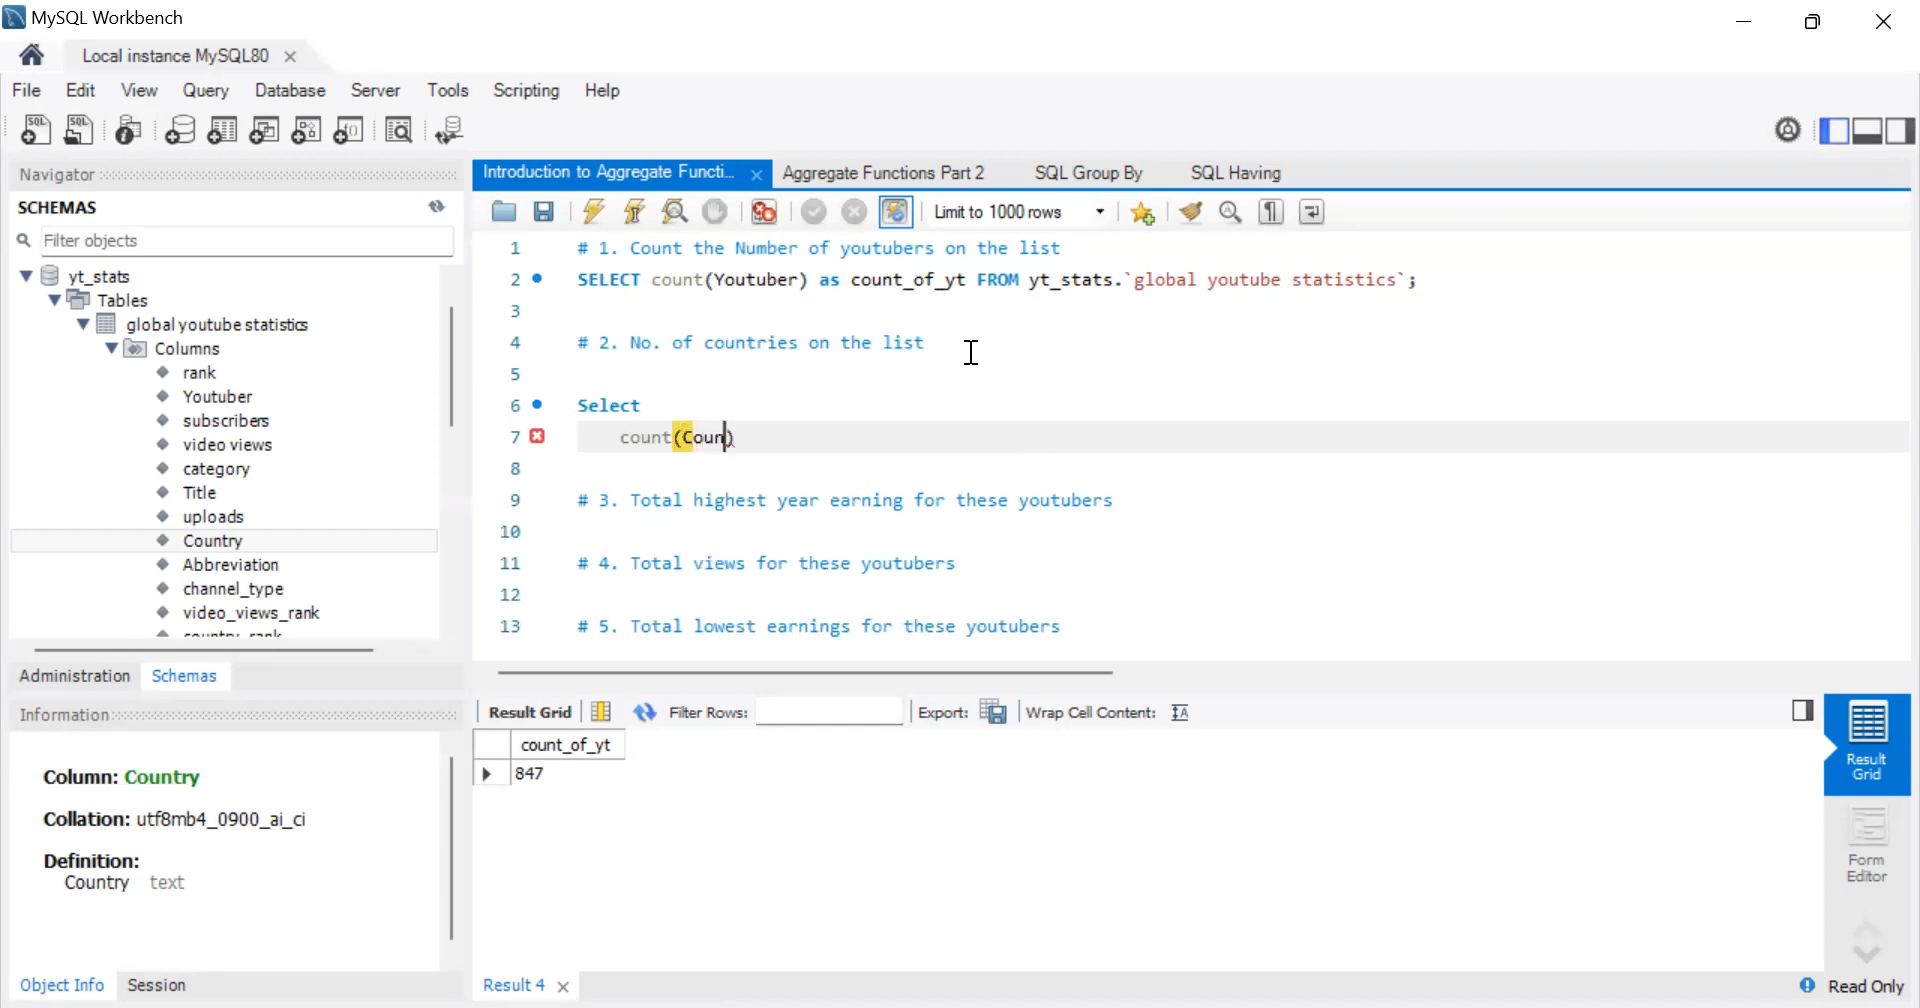 MySQL Workbench
Local instance MySQL80
File Edit View Query Database Server Tools Scripting Help
Navigator
SCHEMAS
Filter objects
yt_stats
Tables
global youtube statistics
Columns
rank
Youtuber
subscribers
video views
category
Title
uploads
Country
Abbreviation
channel_type
video_views_rank
country_rank
Administration Schemas
Information
Column: Country
Collation: utf8mb4_0900_ai_ci
Definition:
Country text
Object Info Session
Introduction to Aggregate Functi... Aggregate Functions Part 2 SQL Group By SQL Having
Limit to 1000 rows
1 # 1. Count the Number of youtubers on the list
2 SELECT count(Youtuber) as count_of_yt FROM yt_stats.`global youtube statistics`;
3
4 # 2. No. of countries on the list
5
6 Select
7 count(Coun)
8
9 # 3. Total highest year earning for these youtubers
10
11 # 4. Total views for these youtubers
12
13 # 5. Total lowest earnings for these youtubers
Result Grid Filter Rows: Export: Wrap Cell Content:
count_of_yt
847
Result
Grid
Form
Editor
Result 4
Read Only